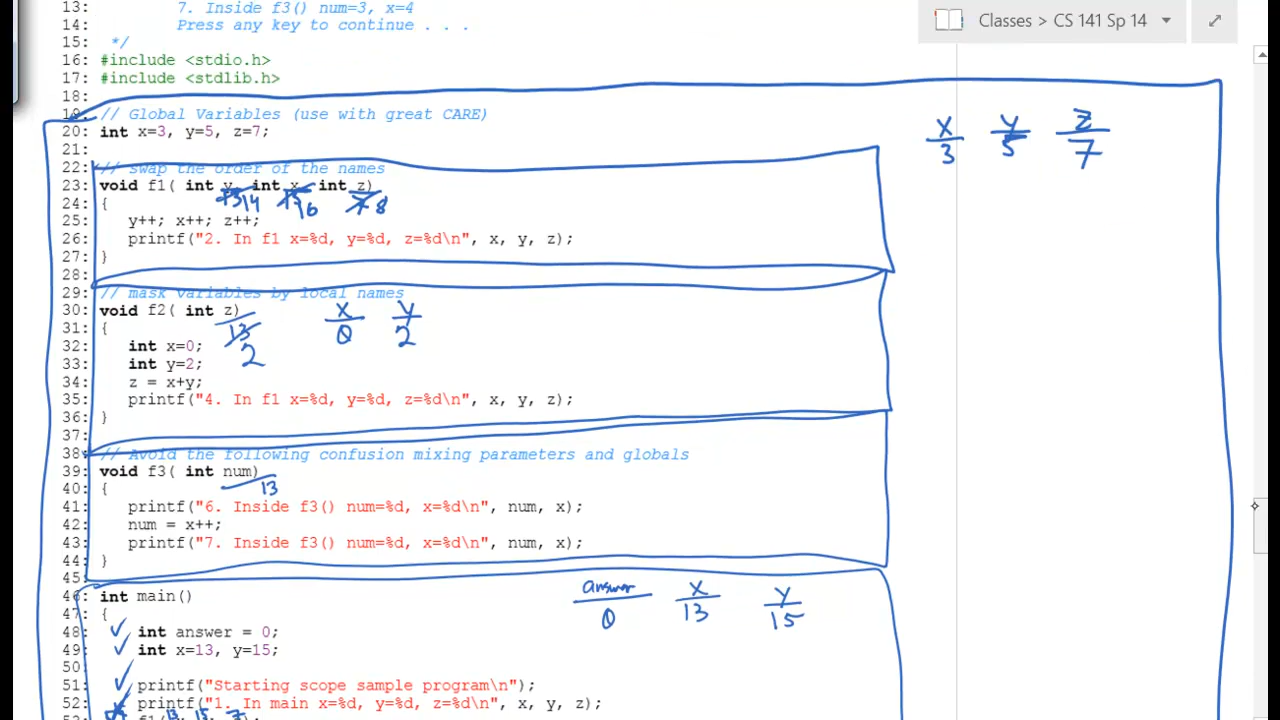 13: 7. Inside f3() num=3, x=4
14: Press any key to continue . . .
Classes > CS 141 Sp 14
15: */
16: #include <stdio.h>
17: #include <stdlib.h>
18:
19: // Global Variables (use with great CARE)
20: int x=3, y=5, z=7;
x y z
3 5 7
21:
22: // swap the order of the names
23: void f1( int y, int x, int z)
24: {
14 16 8
25: y++; x++; z++;
26: printf("2. In f1 x=%d, y=%d, z=%d\n", x, y, z);
27: }
28:
29: // mask variables by local names
30: void f2( int z)
x y
31: {
13 0 2
32: int x=0;
2
33: int y=2;
34: z = x+y;
35: printf("4. In f1 x=%d, y=%d, z=%d\n", x, y, z);
36: }
37:
38: // Avoid the following confusion mixing parameters and globals
39: void f3( int num)
40: {
13
41: printf("6. Inside f3() num=%d, x=%d\n", num, x);
42: num = x++;
43: printf("7. Inside f3() num=%d, x=%d\n", num, x);
44: }
45:
46: int main()
answer x y
0 13 15
47: {
48: int answer = 0;
49: int x=13, y=15;
50:
51: printf("Starting scope sample program\n");
52: printf("1. In main x=%d, y=%d, z=%d\n", x, y, z);
13 15 7